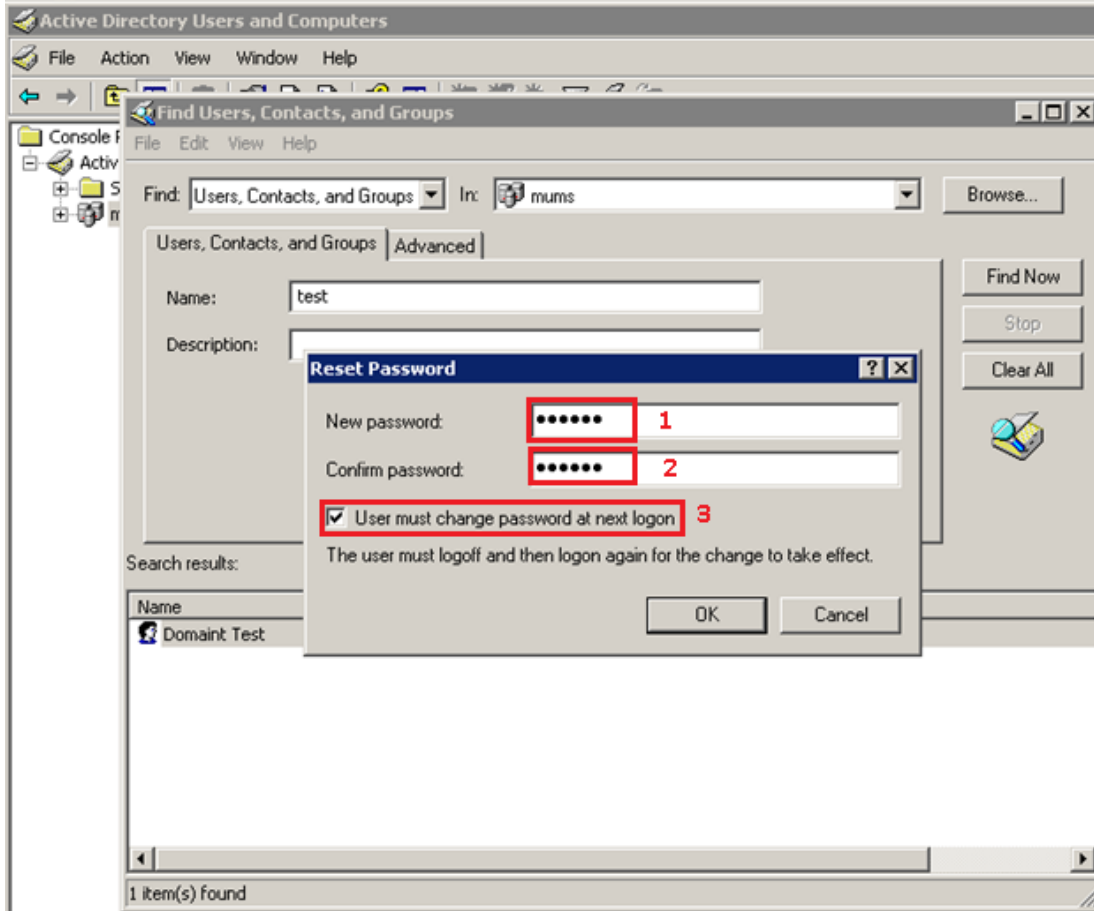 Active Directory Users and Computers
File Action View Window Help
Find Users, Contacts, and Groups
Console
File Edit View Help
Activ
S
Find: Users, Contacts, and Groups In: mums Browse...
m
Users, Contacts, and Groups Advanced
Find Now
Name: test
Stop
Description:
Reset Password
Clear All
New password: •••••• 1
Confirm password: •••••• 2
User must change password at next logon 3
The user must logoff and then logon again for the change to take effect.
Search results:
OK Cancel
Name
Domaint Test
1 item(s) found